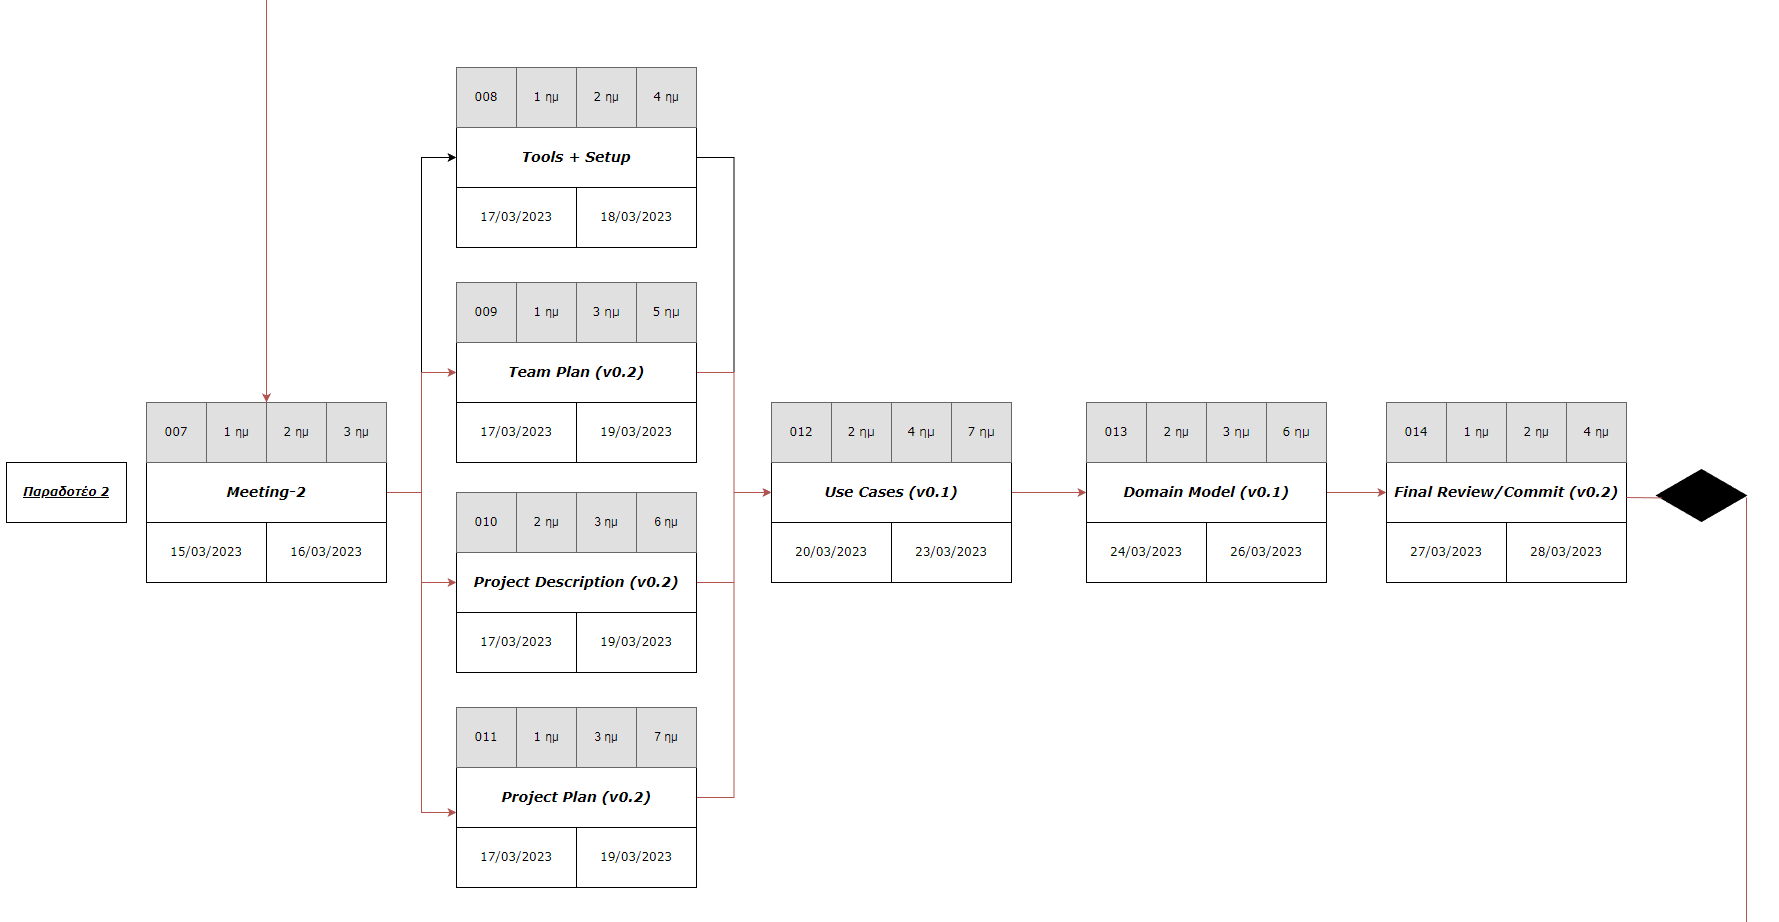 008 1 ημ 2 ημ 4 ημ
Tools + Setup
17/03/2023 18/03/2023
009 1 ημ 3 ημ 5 ημ
Team Plan (v0.2)
17/03/2023 19/03/2023
Παραδοτέο 2
007 1 ημ 2 ημ 3 ημ
Meeting-2
15/03/2023 16/03/2023
010 2 ημ 3 ημ 6 ημ
Project Description (v0.2)
17/03/2023 19/03/2023
011 1 ημ 3 ημ 7 ημ
Project Plan (v0.2)
17/03/2023 19/03/2023
012 2 ημ 4 ημ 7 ημ
Use Cases (v0.1)
20/03/2023 23/03/2023
013 2 ημ 3 ημ 6 ημ
Domain Model (v0.1)
24/03/2023 26/03/2023
014 1 ημ 2 ημ 4 ημ
Final Review/Commit (v0.2)
27/03/2023 28/03/2023